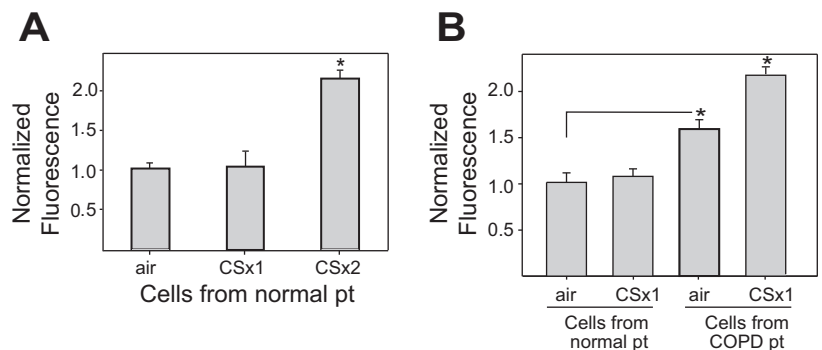 A
Normalized
Fluorescence
2.0
1.5
1.0
0.5
*
air CSx1 CSx2
Cells from normal pt
B
Normalized
Fluorescence
2.0
1.5
1.0
0.5
*
*
air CSx1 air CSx1
Cells from
normal pt
Cells from
COPD pt